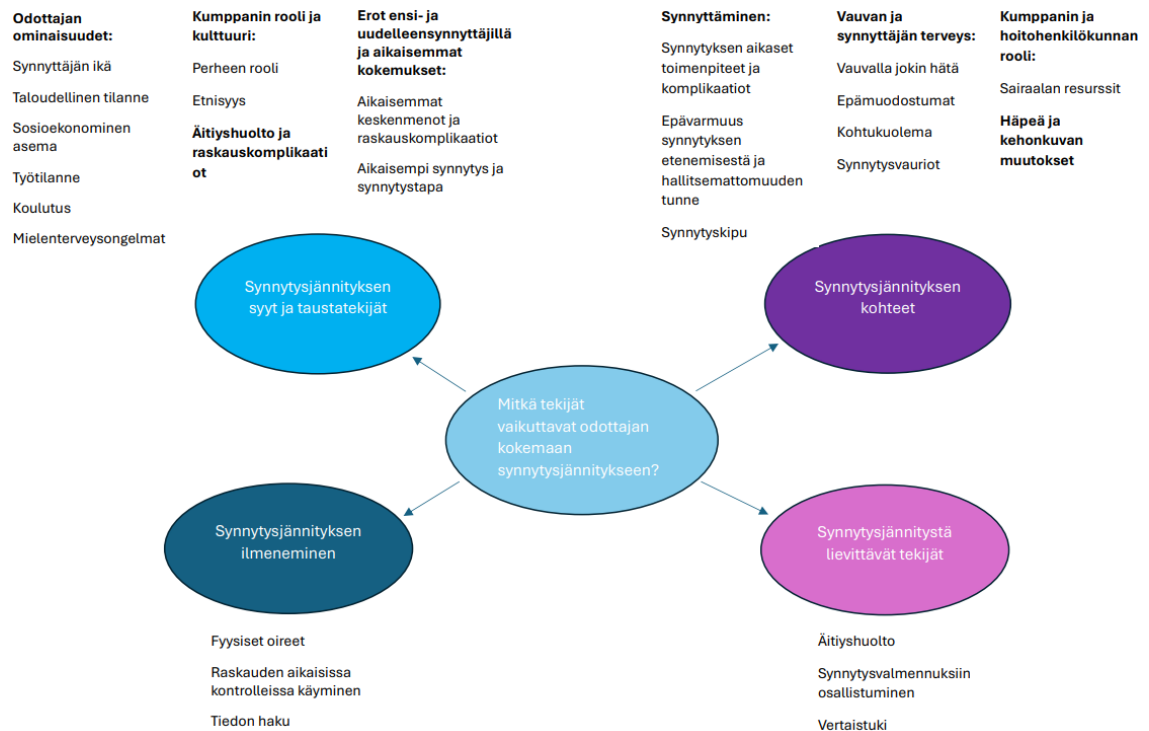 Odottajan
ominaisuudet:
Synnyttäjän ikä
Taloudellinen tilanne
Sosioekonominen
asema
Työtilanne
Koulutus
Mielenterveysongelmat
Kumppanin rooli ja
kulttuuri:
Perheen rooli
Etnisyys
Äitiyshuolto ja
raskauskomplikaati
ot
Erot ensi- ja
uudelleensynnyttäjillä
ja aikaisemmat
kokemukset:
Aikaisemmat
keskenmenot ja
raskauskomplikaatiot
Aikaisempi synnytys ja
synnytystapa
Synnyttäminen:
Synnytyksen aikaset
toimenpiteet ja
komplikaatiot
Epävarmuus
synnytyksen
etenemisestä ja
hallitsemattomuuden
tunne
Synnytyskipu
Vauvan ja
synnyttäjän terveys:
Vauvalla jokin hätä
Epämuodostumat
Kohtukuolema
Synnytysvauriot
Kumppanin ja
hoitohenkilökunnan
rooli:
Sairaalan resurssit
Häpeä ja
kehonkuvan
muutokset
Synnytysjännityksen
syyt ja taustatekijät
Synnytysjännityksen
kohteet
Mitkä tekijät
vaikuttavat odottajan
kokemaan
synnytysjännitykseen?
Synnytysjännityksen
ilmeneminen
Synnytysjännitystä
lievittävät tekijät
Fyysiset oireet
Raskauden aikaisissa
kontrolleissa käyminen
Tiedon haku
Äitiyshuolto
Synnytysvalmennuksiin
osallistuminen
Vertaistuki